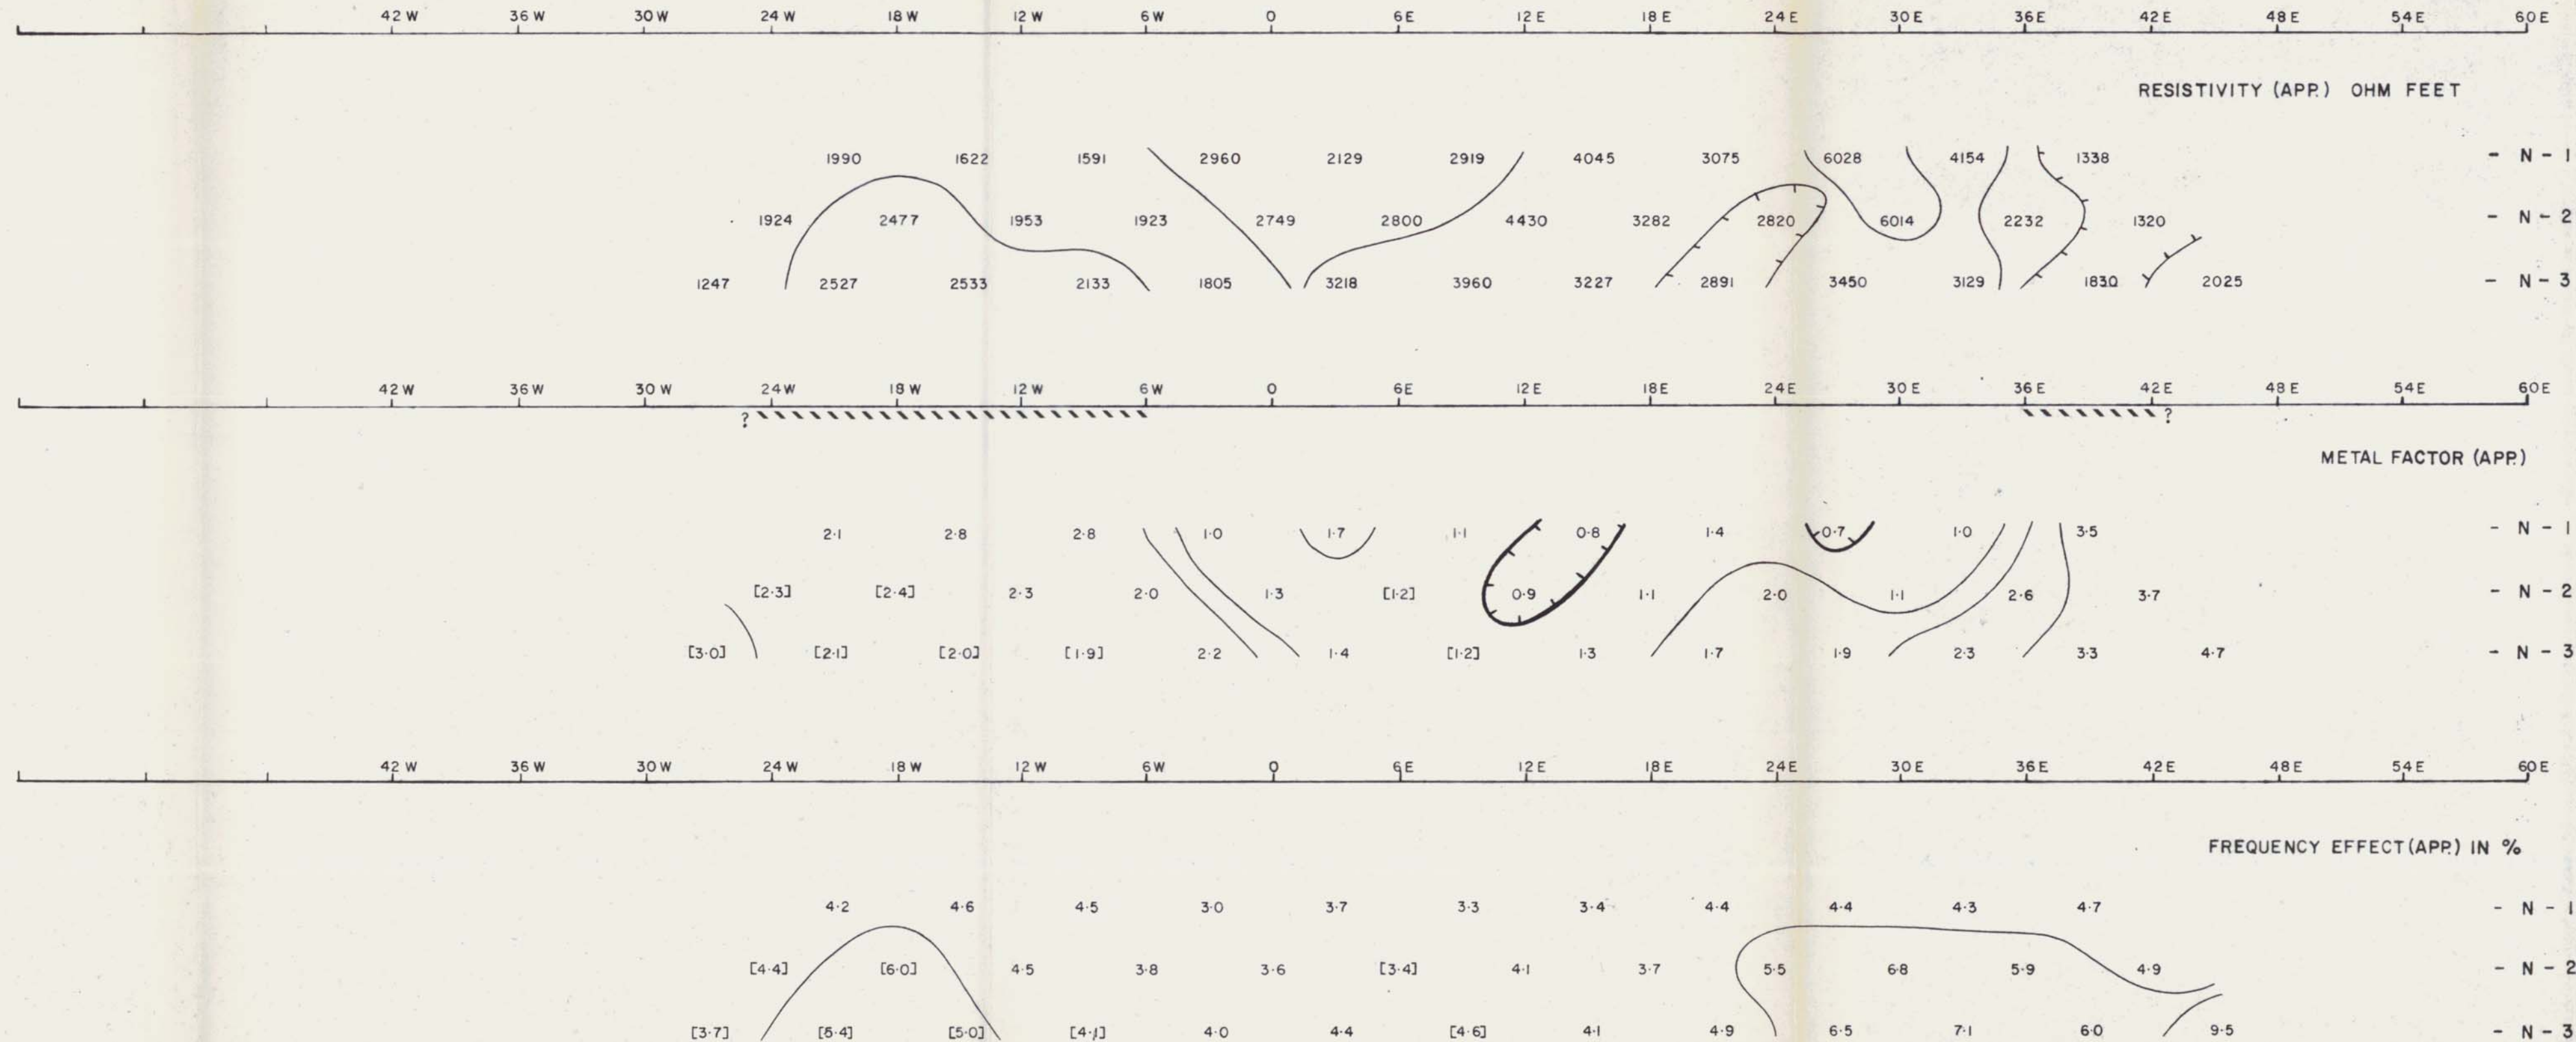 42 W 36 W 30 W 24 W 18 W 12 W 6 W 0 6 E 12 E 18 E 24 E 30 E 36 E 42 E 48 E 54 E 60 E
RESISTIVITY (APP.) OHM FEET
1990 1622 1591 2960 2129 2919 4045 3075 6028 4154 1338 - N - 1
1924 2477 1953 1923 2749 2800 4430 3282 2820 6014 2232 1320 - N - 2
1247 2527 2533 2133 1805 3218 3960 3227 2891 3450 3129 1830 2025 - N - 3
42 W 36 W 30 W 24 W 18 W 12 W 6 W 0 6 E 12 E 18 E 24 E 30 E 36 E 42 E 48 E 54 E 60 E
? ?
METAL FACTOR (APP.)
2·1 2·8 2·8 1·0 1·7 1·1 0·8 1·4 0·7 1·0 3·5 - N - 1
[2·3] [2·4] 2·3 2·0 1·3 [1·2] 0·9 1·1 2·0 1·1 2·6 3·7 - N - 2
[3·0] [2·1] [2·0] [1·9] 2·2 1·4 [1·2] 1·3 1·7 1·9 2·3 3·3 4·7 - N - 3
42 W 36 W 30 W 24 W 18 W 12 W 6 W 0 6 E 12 E 18 E 24 E 30 E 36 E 42 E 48 E 54 E 60 E
FREQUENCY EFFECT (APP.) IN %
4·2 4·6 4·5 3·0 3·7 3·3 3·4 4·4 4·4 4·3 4·7 - N - 1
[4·4] [6·0] 4·5 3·8 3·6 [3·4] 4·1 3·7 5·5 6·8 5·9 4·9 - N - 2
[3·7] [5·4] [5·0] [4·1] 4·0 4·4 [4·6] 4·1 4·9 6·5 7·1 6·0 9·5 - N - 3